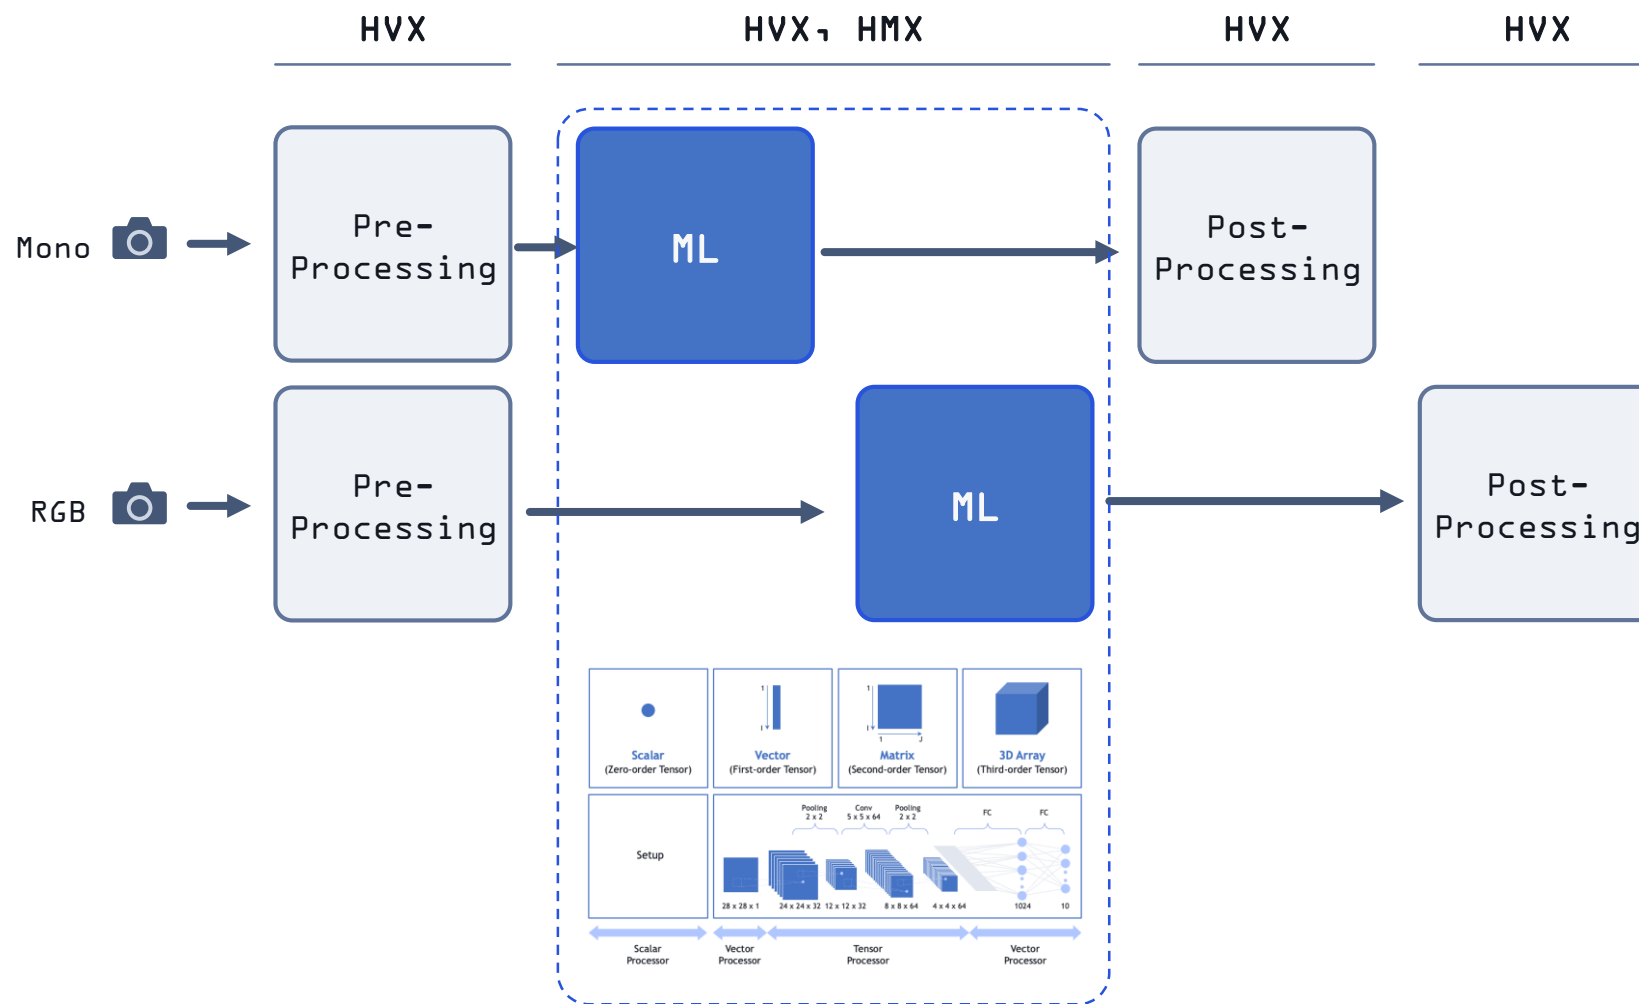 HVX
HVX, HMX
HVX
HVX
Mono
Pre-
Processing
ML
Post-
Processing
RGB
Pre-
Processing
ML
Post-
Processing
Scalar
(Zero-order Tensor)
1
I
Vector
(First-order Tensor)
1
I
1 J
Matrix
(Second-order Tensor)
3D Array
(Third-order Tensor)
Setup
Pooling
2 x 2
Conv
5 x 5 x 64
Pooling
2 x 2
FC
FC
28 x 28 x 1
24 x 24 x 32
12 x 12 x 32
8 x 8 x 64
4 x 4 x 64
1024
10
Scalar
Processor
Vector
Processor
Tensor
Processor
Vector
Processor